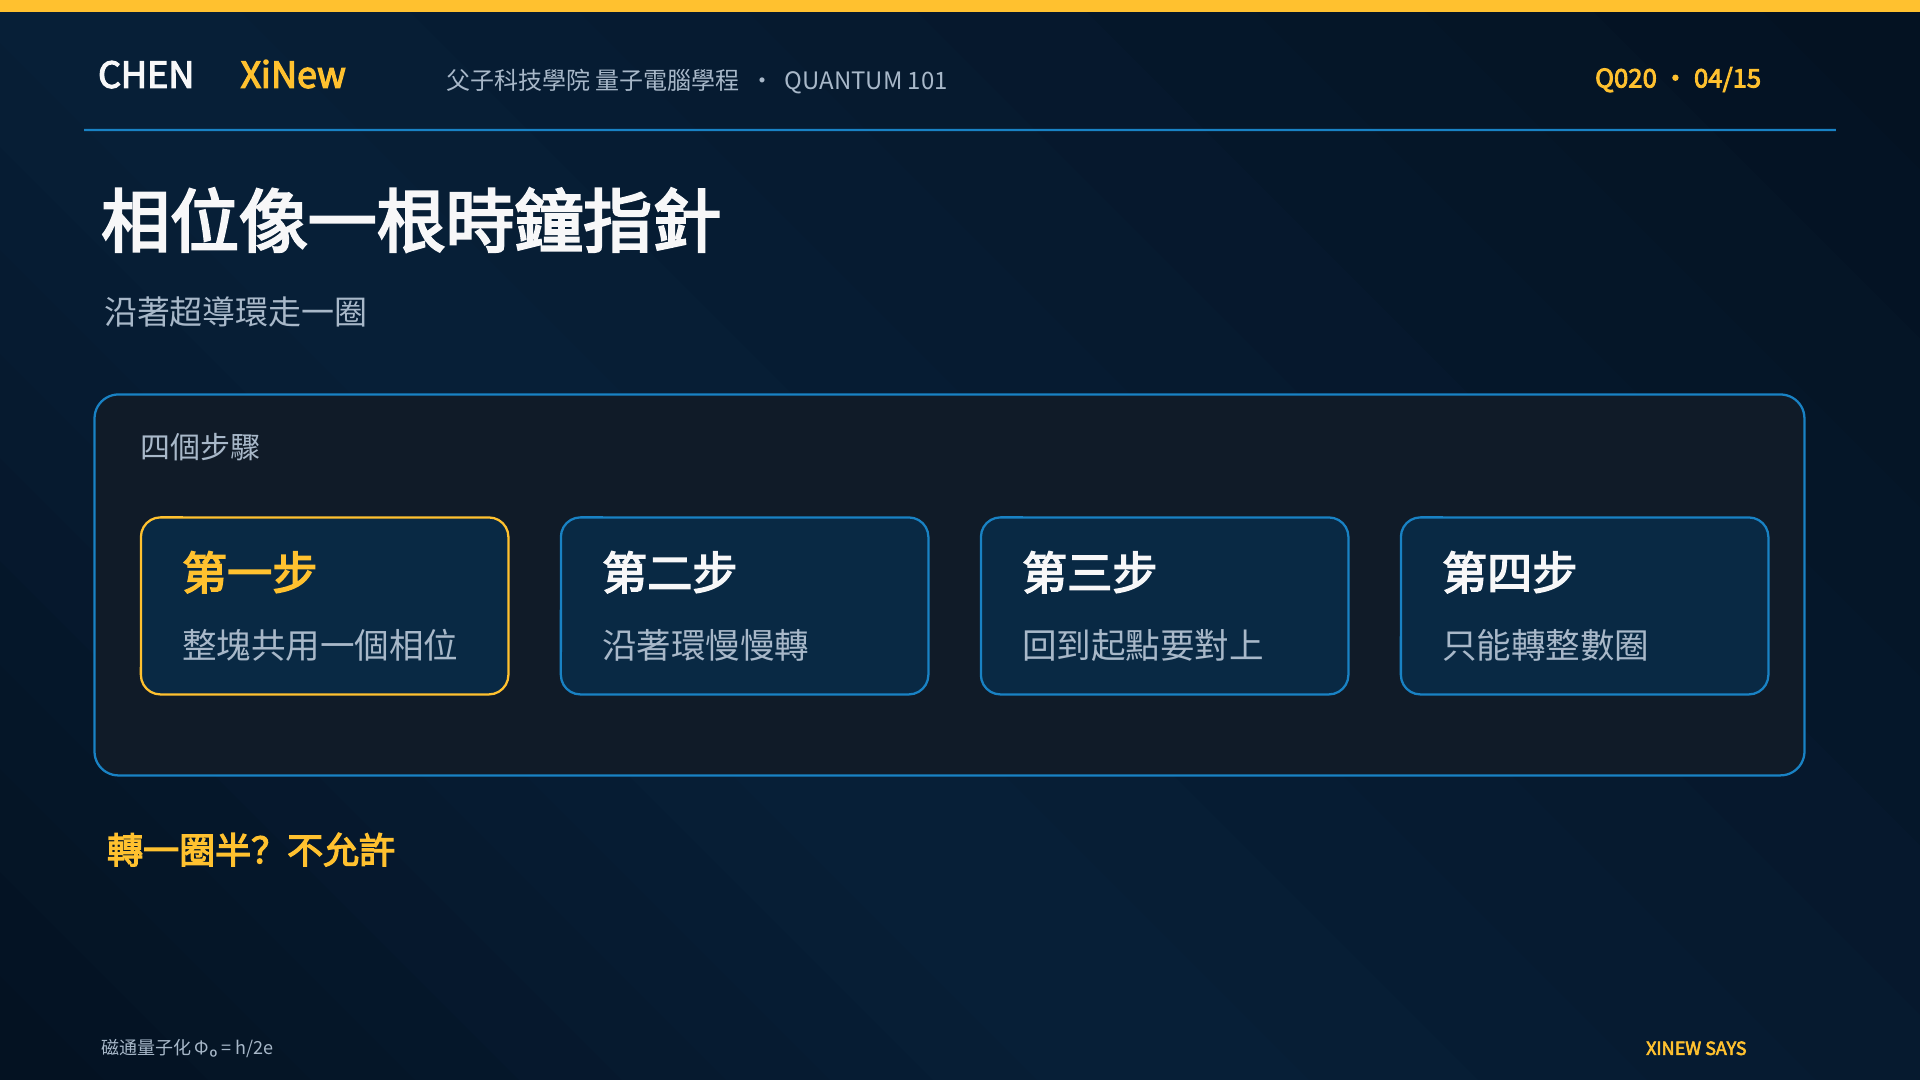 CHEN XiNew 父子科技學院 量子電腦學程 • QUANTUM 101 Q020 • 04/15
相位像一根時鐘指針
沿著超導環走一圈
四個步驟
第一步 第二步 第三步 第四步
整塊共用一個相位 沿著環慢慢轉 回到起點要對上 只能轉整數圈
轉一圈半? 不允許
磁通量子化 Φ₀ = h/2e XINEW SAYS